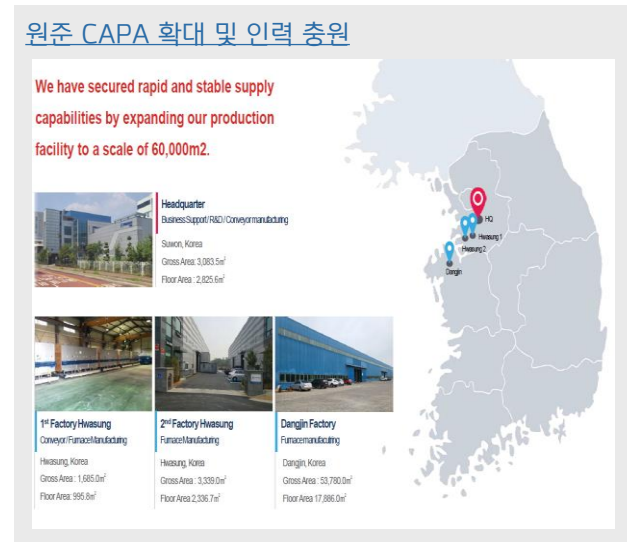 원준 CAPA 확대 및 인력 충원
We have secured rapid and stable supply
capabilities by expanding our production
facility to a scale of 60,000m2.
Headquarter
Business Support / R&D / Conveyor manufacturing
Suwon, Korea
Gross Area: 3,083.5㎡
Floor Area : 2,825.6㎡
HQ
Hwasung 1
Hwasung 2
Dangjin
1st Factory Hwasung
Conveyor / Furnace Manufacturing
Hwasung, Korea
Gross Area : 1,685.0㎡
Floor Area: 995.8㎡
2nd Factory Hwasung
Furnace Manufacturing
Hwasung, Korea
Gross Area : 3,339.0㎡
Floor Area 2,336.7㎡
Dangjin Factory
Furnace manufacuitring
Dangjin, Korea
Gross Area : 53,780.0㎡
Floor Area 17,886.0㎡